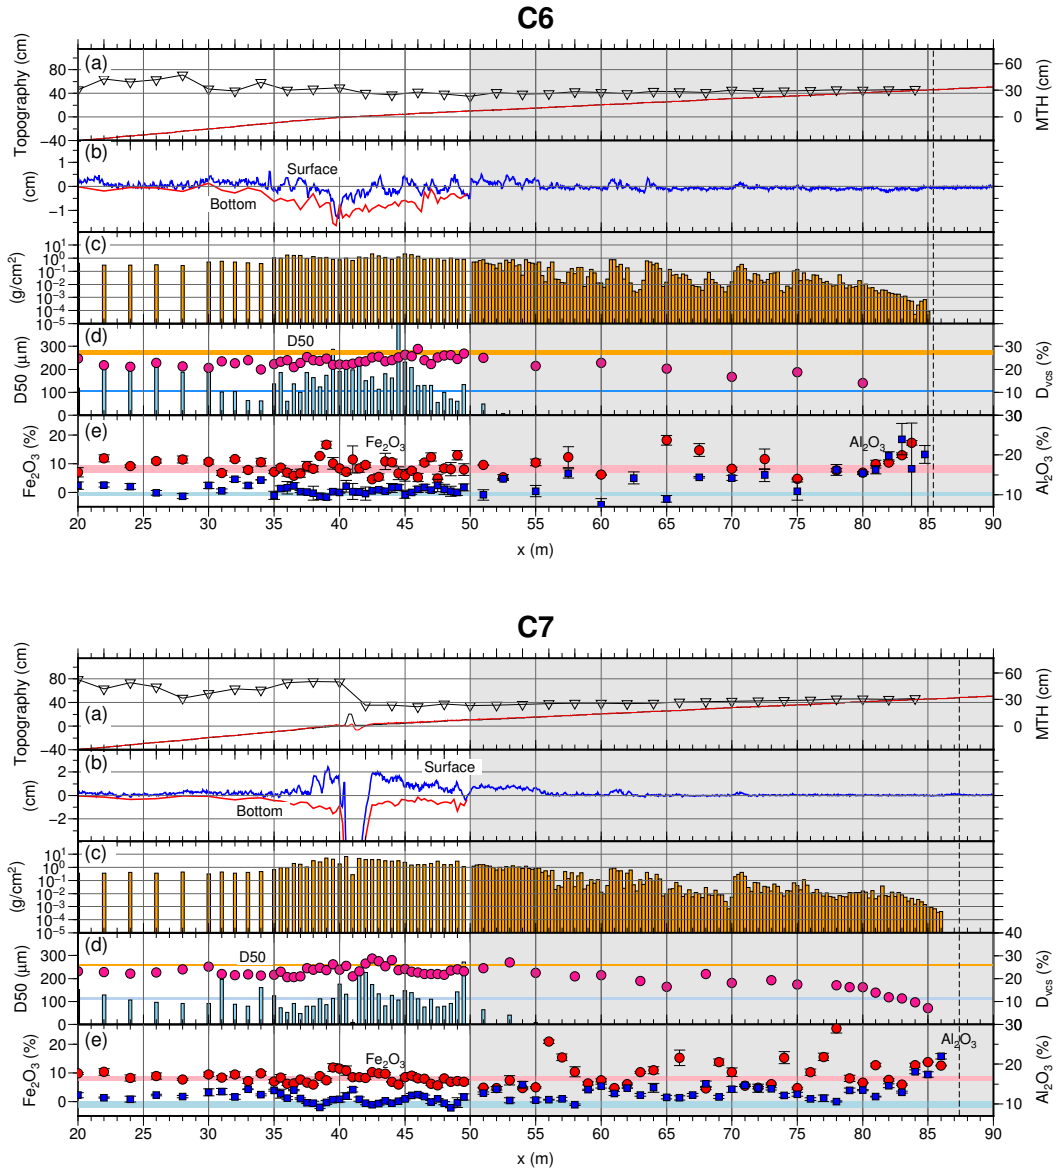 C6
Topography (cm)
(a)
80
40
0
−40
60
30
0
MTH (cm)
(cm)
(b)
1
0
−1
Surface
Bottom
(g/cm²)
(c)
10¹
10⁰
10⁻¹
10⁻²
10⁻³
10⁻⁴
10⁻⁵
D50 (µm)
(d)
300
200
100
0
D50
30
20
10
0
Dvcs (%)
Fe₂O₃ (%)
(e)
20
10
0
Fe₂O₃
Al₂O₃
30
20
10
Al₂O₃ (%)
20 25 30 35 40 45 50 55 60 65 70 75 80 85 90
x (m)
C7
Topography (cm)
(a)
80
40
0
−40
60
30
0
MTH (cm)
(cm)
(b)
2
0
−2
Surface
Bottom
(g/cm²)
(c)
10¹
10⁰
10⁻¹
10⁻²
10⁻³
10⁻⁴
10⁻⁵
D50 (µm)
(d)
300
200
100
0
D50
40
30
20
10
0
Dvcs (%)
Fe₂O₃ (%)
(e)
20
10
0
Fe₂O₃
Al₂O₃
30
20
10
Al₂O₃ (%)
20 25 30 35 40 45 50 55 60 65 70 75 80 85 90
x (m)